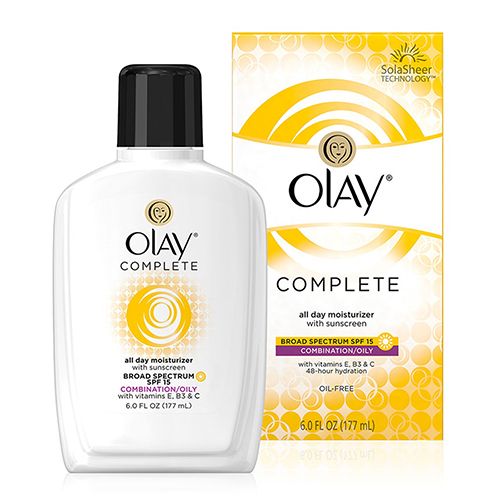 OLAY®
COMPLETE
all day moisturizer
with sunscreen
BROAD SPECTRUM
SPF 15
COMBINATION/OILY
with vitamins E, B3 & C
6.0 FL OZ (177 mL)
SolaSheer
TECHNOLOGY™
OLAY®
COMPLETE
all day moisturizer
with sunscreen
BROAD SPECTRUM SPF 15
COMBINATION/OILY
with vitamins E, B3 & C
48-hour hydration
OIL-FREE
6.0 FL OZ (177 mL)